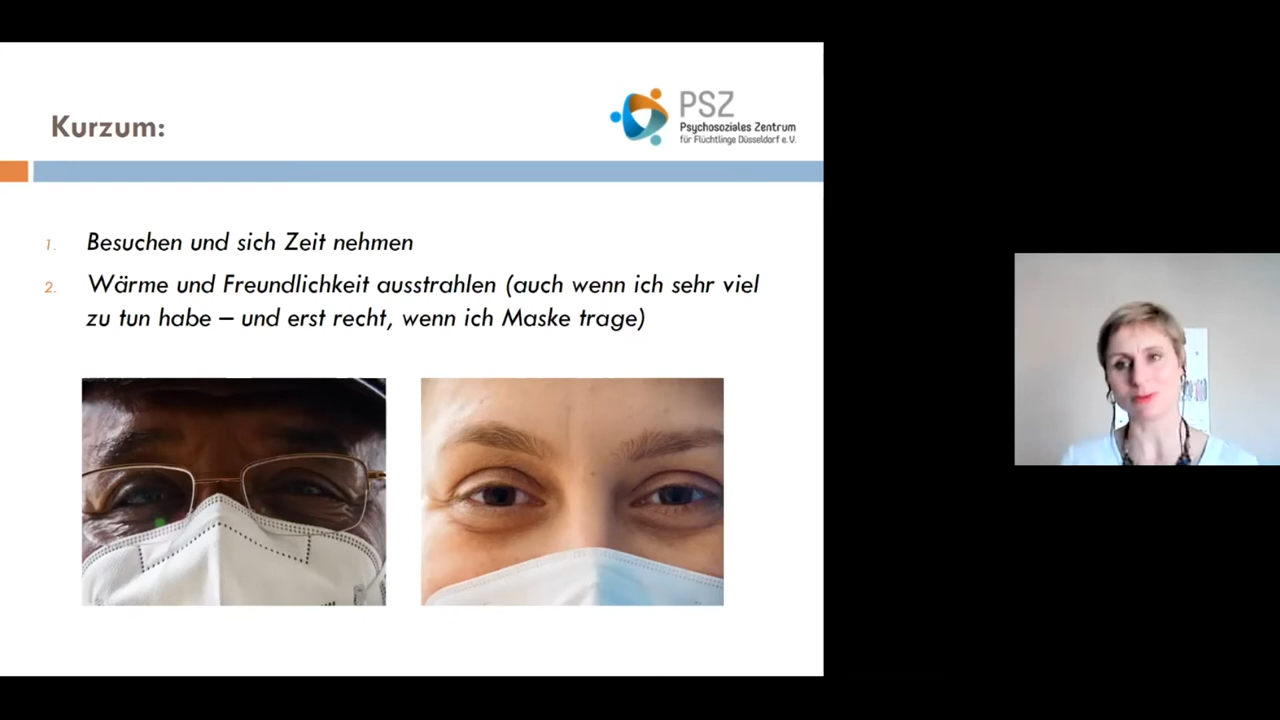 Kurzum:
PSZ
Psychosoziales Zentrum
für Flüchtlinge Düsseldorf e.V.
1. Besuchen und sich Zeit nehmen
2. Wärme und Freundlichkeit ausstrahlen (auch wenn ich sehr viel
zu tun habe – und erst recht, wenn ich Maske trage)